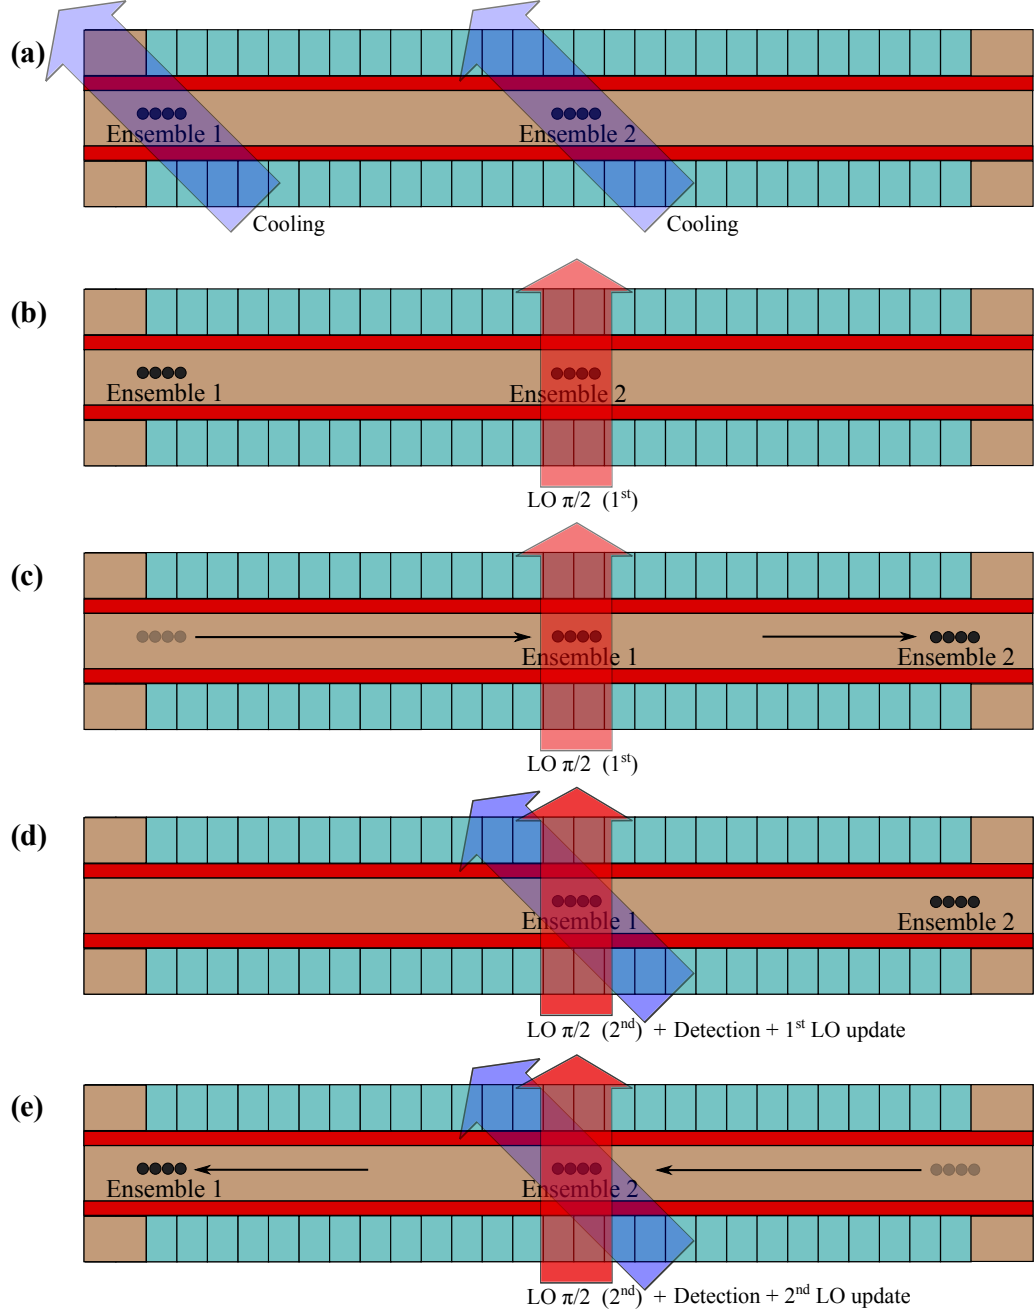 (a)
Ensemble 1
Ensemble 2
Cooling
Cooling
(b)
Ensemble 1
Ensemble 2
LO π/2 (1st)
(c)
Ensemble 1
Ensemble 2
LO π/2 (1st)
(d)
Ensemble 1
Ensemble 2
LO π/2 (2nd) + Detection + 1st LO update
(e)
Ensemble 1
Ensemble 2
LO π/2 (2nd) + Detection + 2nd LO update